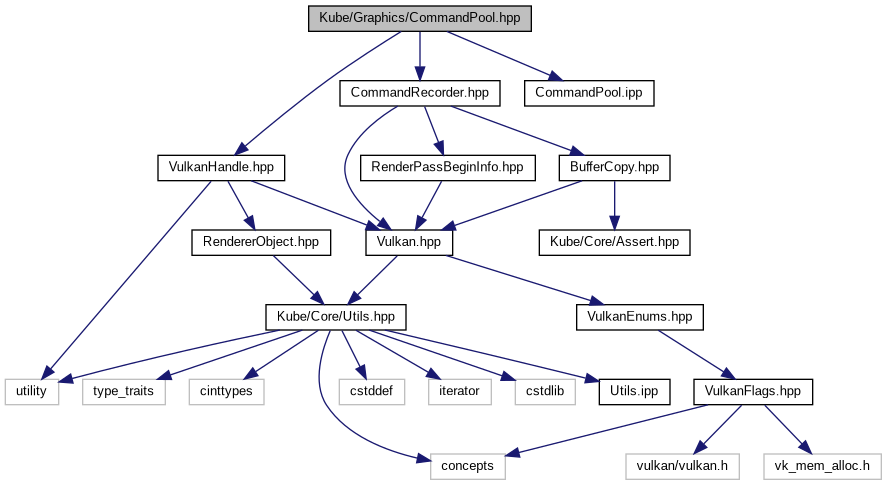 Kube/Graphics/CommandPool.hpp
CommandRecorder.hpp
CommandPool.ipp
VulkanHandle.hpp
RenderPassBeginInfo.hpp
BufferCopy.hpp
RendererObject.hpp
Vulkan.hpp
Kube/Core/Assert.hpp
Kube/Core/Utils.hpp
VulkanEnums.hpp
utility
type_traits
cinttypes
cstddef
iterator
cstdlib
Utils.ipp
VulkanFlags.hpp
concepts
vulkan/vulkan.h
vk_mem_alloc.h